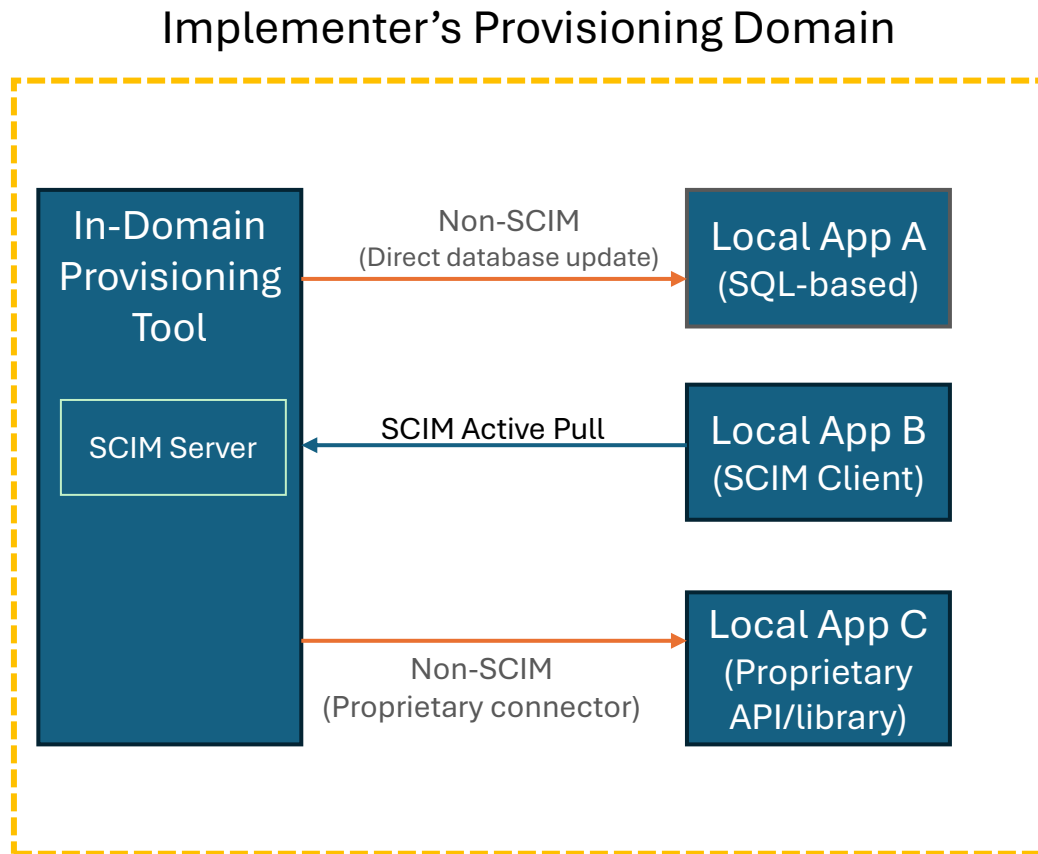 Implementer’s Provisioning Domain
In-Domain
Provisioning
Tool
SCIM Server
Non-SCIM
(Direct database update)
Local App A
(SQL-based)
SCIM Active Pull
Local App B
(SCIM Client)
Non-SCIM
(Proprietary connector)
Local App C
(Proprietary
API/library)